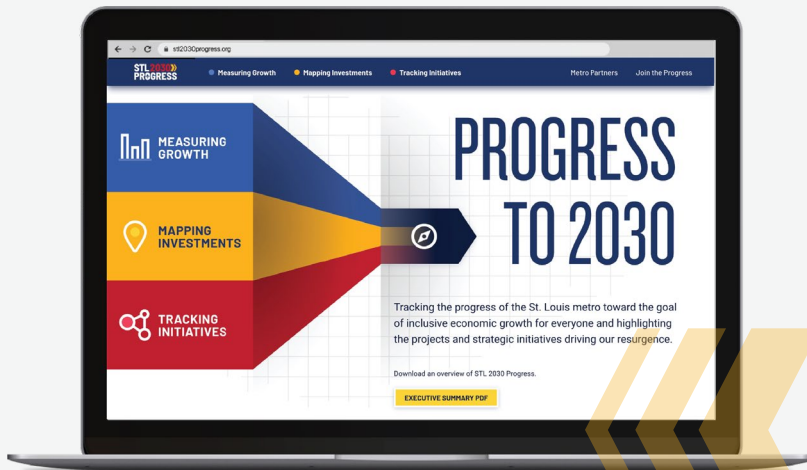 stl2030progress.org
STL 2030
PROGRESS
Measuring Growth
Mapping Investments
Tracking Initiatives
Metro Partners
Join the Progress
MEASURING
GROWTH
MAPPING
INVESTMENTS
TRACKING
INITIATIVES
PROGRESS
TO 2030
Tracking the progress of the St. Louis metro toward the goal
of inclusive economic growth for everyone and highlighting
the projects and strategic initiatives driving our resurgence.
Download an overview of STL 2030 Progress.
EXECUTIVE SUMMARY PDF